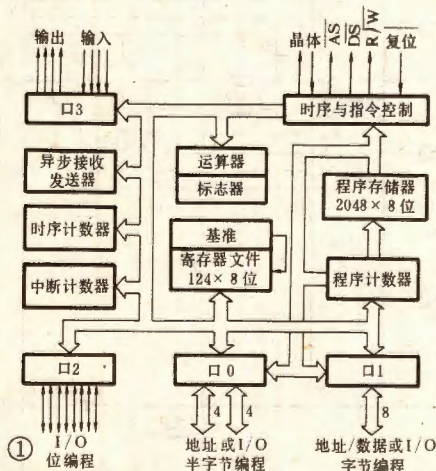 输出 输入
晶体 AS DS R/W 复位
口3
时序与指令控制
异步接收
发送器
运算器
标志器
程序存储器
2048×8位
时序计数器
基准
寄存器文件
124×8位
中断计数器
程序计数器
口2
口0
口1
4 4 8
I/O
位编程
地址或I/O
半字节编程
地址/数据或I/O
字节编程
①